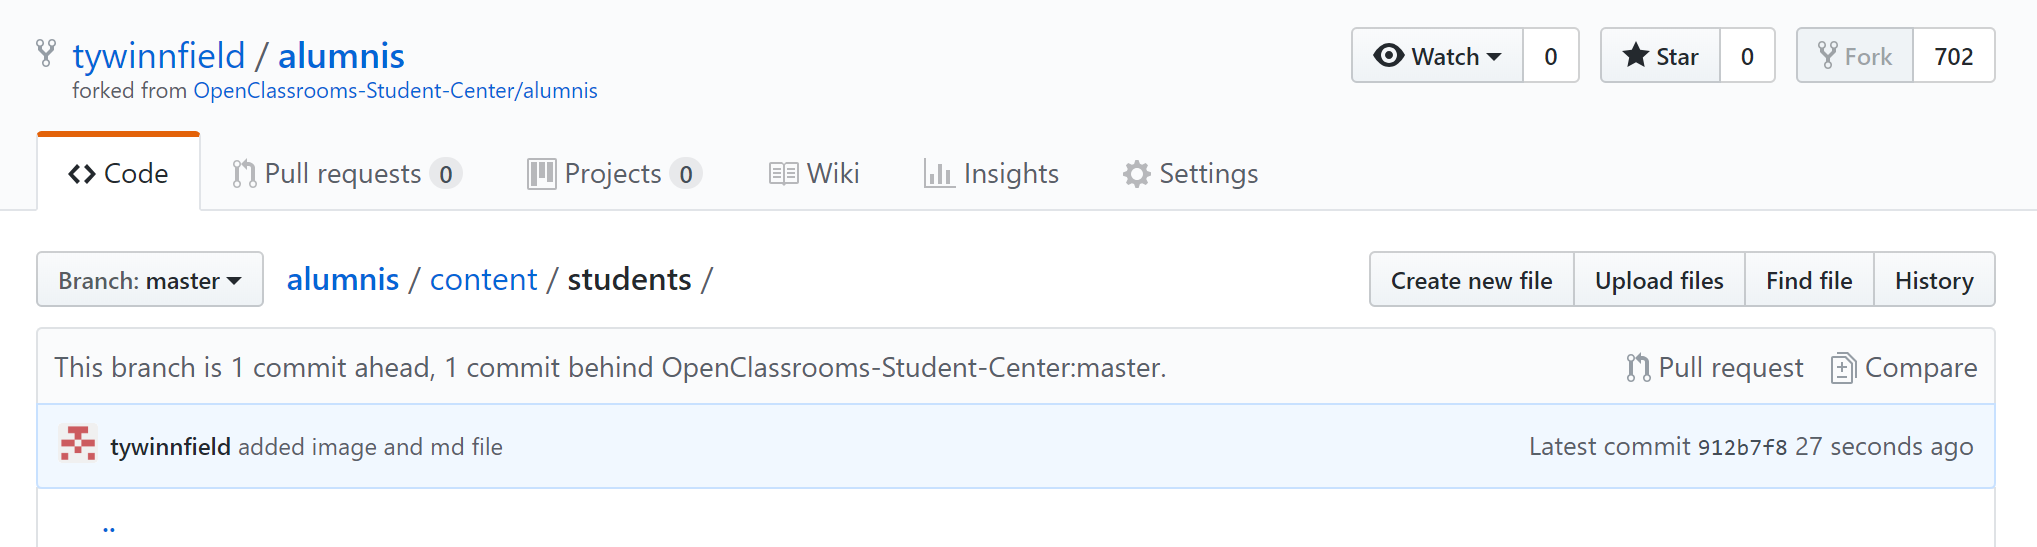 tywinnfield / alumnis
Watch 0 Star 0 Fork 702
forked from OpenClassrooms-Student-Center/alumnis
Code Pull requests 0 Projects 0 Wiki Insights Settings
Branch: master alumnis / content / students / Create new file Upload files Find file History
This branch is 1 commit ahead, 1 commit behind OpenClassrooms-Student-Center:master. Pull request Compare
tywinnfield added image and md file Latest commit 912b7f8 27 seconds ago
..